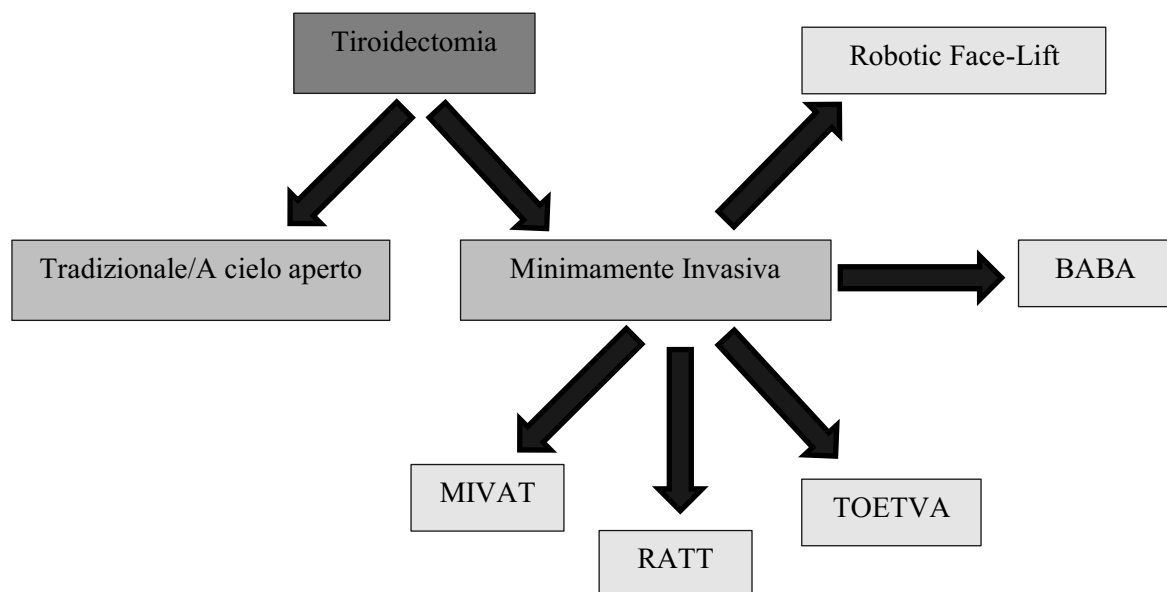 Tiroidectomia
Robotic Face-Lift
Tradizionale/A cielo aperto
Minimamente Invasiva
BABA
MIVAT
TOETVA
RATT